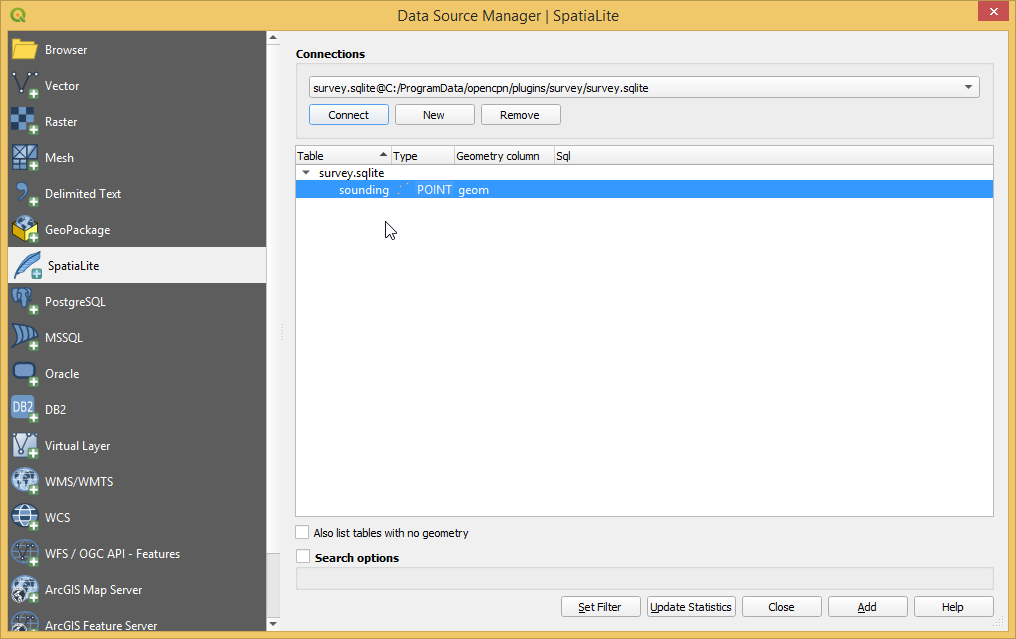 Data Source Manager | SpatiaLite
Browser
Vector
Raster
Mesh
Delimited Text
GeoPackage
SpatiaLite
PostgreSQL
MSSQL
Oracle
DB2 DB2
Virtual Layer
WMS/WMTS
WCS
WFS / OGC API - Features
ArcGIS Map Server
ArcGIS Feature Server
Connections
survey.sqlite@C:/ProgramData/opencpn/plugins/survey/survey.sqlite
Connect New Remove
Table Type Geometry column Sql
survey.sqlite
sounding POINT geom
Also list tables with no geometry
Search options
Set Filter Update Statistics Close Add Help